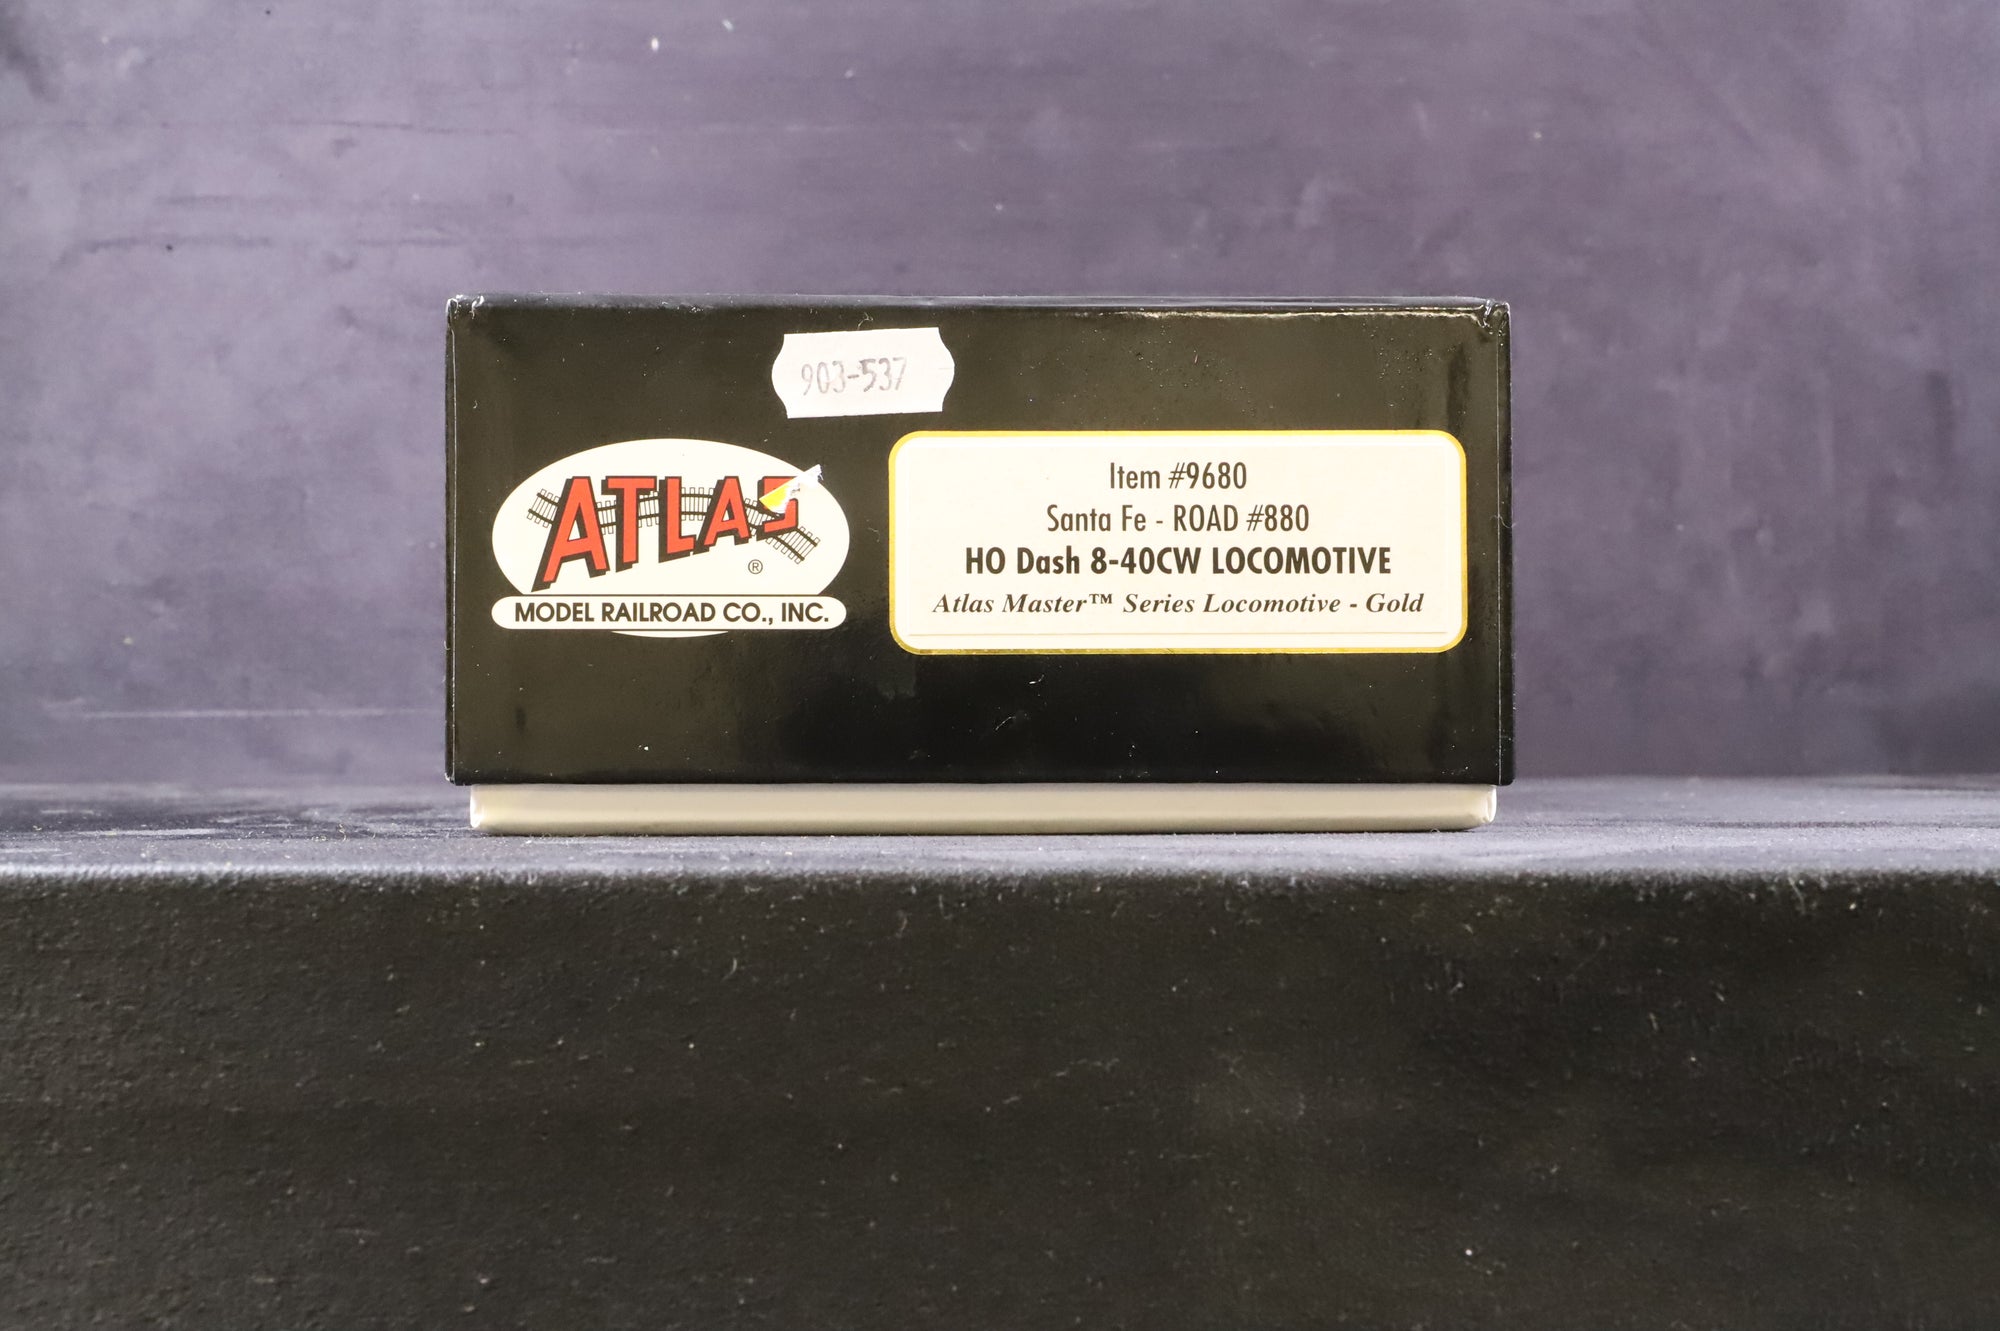 903-537
ATLAS
®
MODEL RAILROAD CO., INC.
Item #9680
Santa Fe - ROAD #880
HO Dash 8-40CW LOCOMOTIVE
Atlas Master™ Series Locomotive - Gold